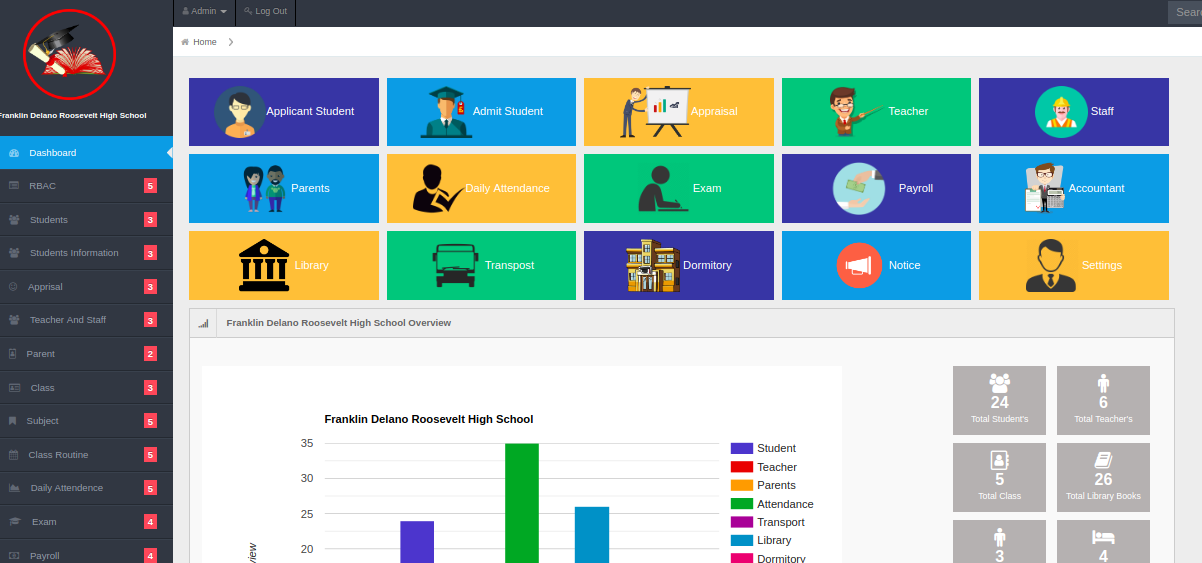 Admin
Log Out
Franklin Delano Roosevelt High School
Home
Dashboard
RBAC 5
Students 3
Students Information 3
Apprisal 3
Teacher And Staff 3
Parent 2
Class 3
Subject 5
Class Routine 5
Daily Attendence 5
Exam 4
Payroll 4
Applicant Student
Admit Student
Appraisal
Teacher
Staff
Parents
Daily Attendance
Exam
Payroll
Accountant
Library
Transpost
Dormitory
Notice
Settings
Franklin Delano Roosevelt High School Overview
Franklin Delano Roosevelt High School
35
30
25
20
Student
Teacher
Parents
Attendance
Transport
Library
Dormitory
24
Total Student's
6
Total Teacher's
5
Total Class
26
Total Library Books
3
4